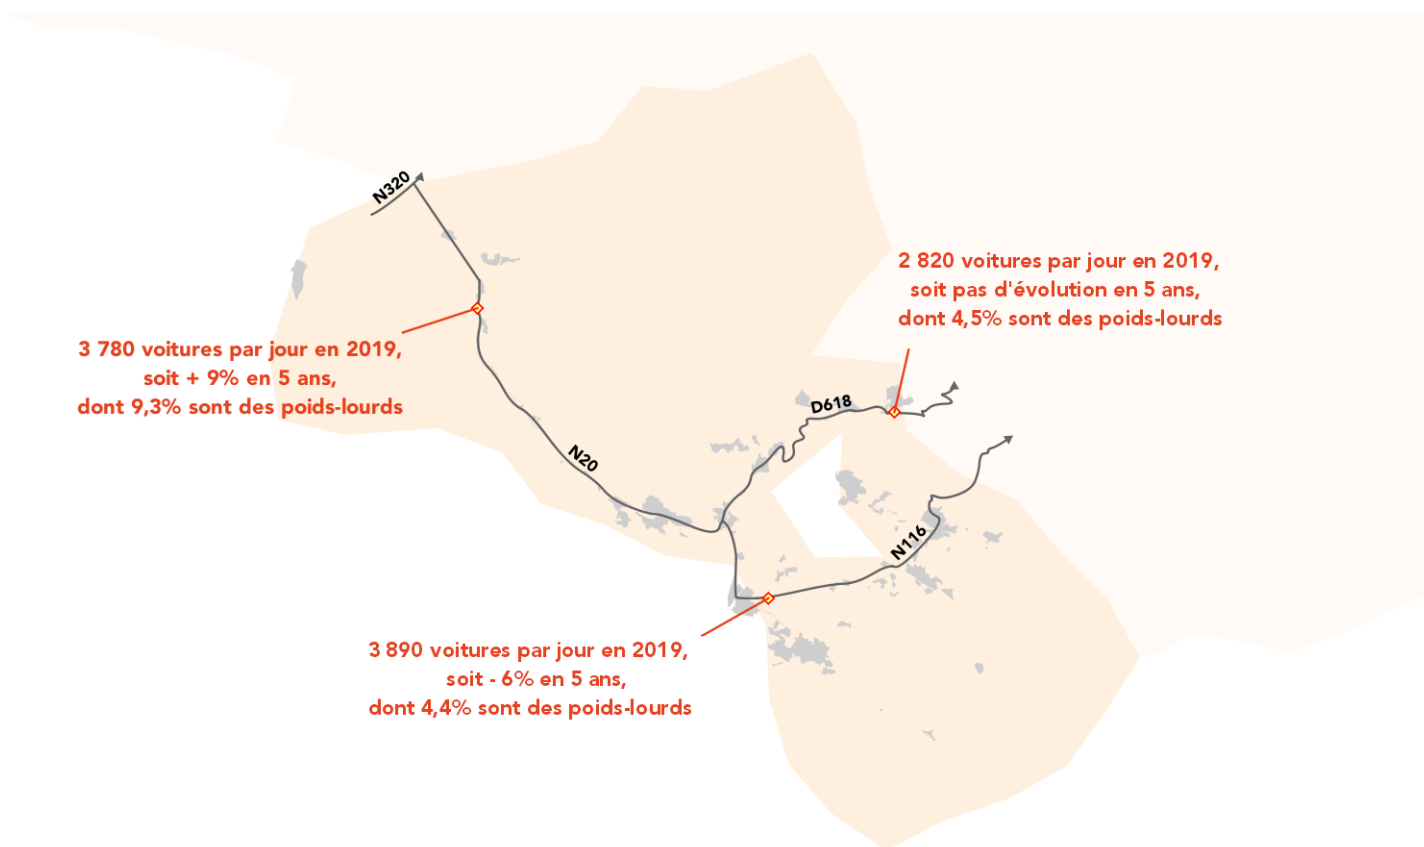 N320
2 820 voitures par jour en 2019,
soit pas d'évolution en 5 ans,
dont 4,5% sont des poids-lourds
3 780 voitures par jour en 2019,
soit + 9% en 5 ans,
dont 9,3% sont des poids-lourds
D618
N20
N116
3 890 voitures par jour en 2019,
soit - 6% en 5 ans,
dont 4,4% sont des poids-lourds